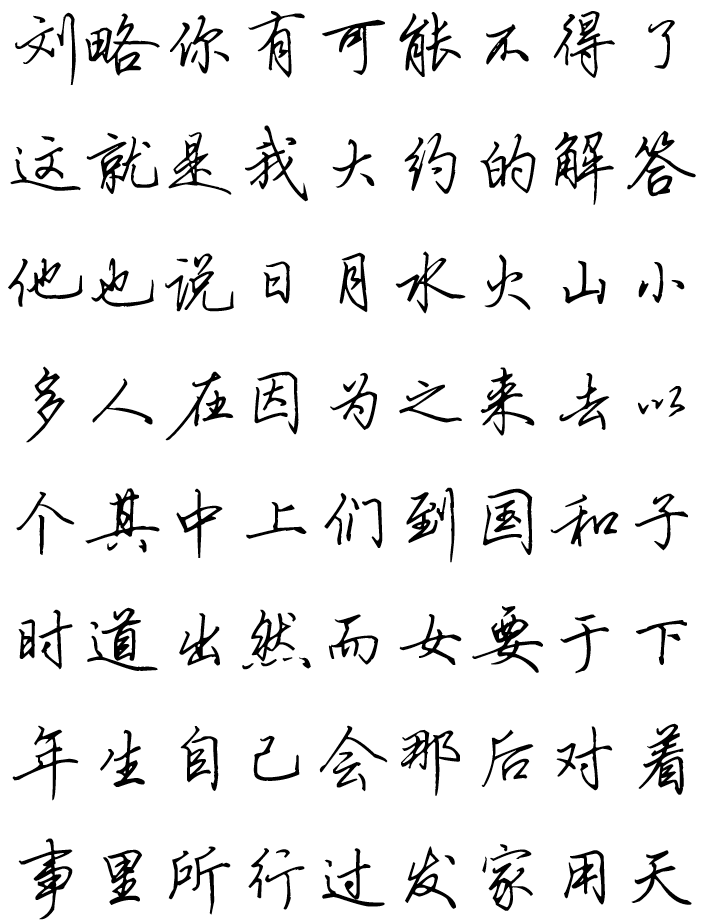 刘略你有可能不得了
这就是我大约的解答
他也说日月水火山小
多人在因为之来去以
个其中上们到国和子
时道出然而女要于下
年生自己会那后对着
事里所行过发家用天